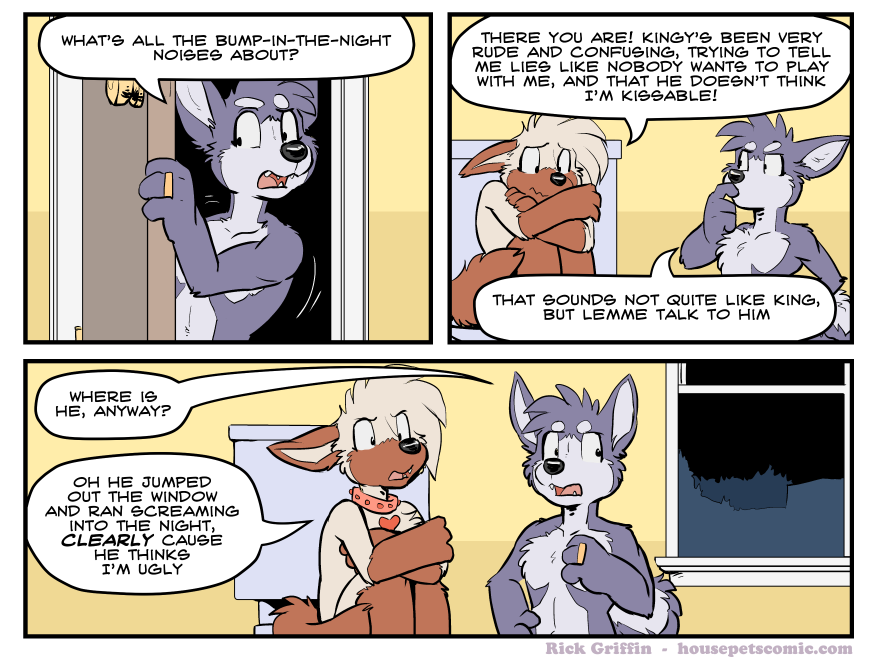 WHAT'S ALL THE BUMP-IN-THE-NIGHT
NOISES ABOUT?
THERE YOU ARE! KINGY'S BEEN VERY
RUDE AND CONFUSING, TRYING TO TELL
ME LIES LIKE NOBODY WANTS TO PLAY
WITH ME, AND THAT HE DOESN'T THINK
I'M KISSABLE!
THAT SOUNDS NOT QUITE LIKE KING,
BUT LEMME TALK TO HIM
WHERE IS
HE, ANYWAY?
OH HE JUMPED
OUT THE WINDOW
AND RAN SCREAMING
INTO THE NIGHT,
CLEARLY CAUSE
HE THINKS
I'M UGLY
Rick Griffin - housepetscomic.com